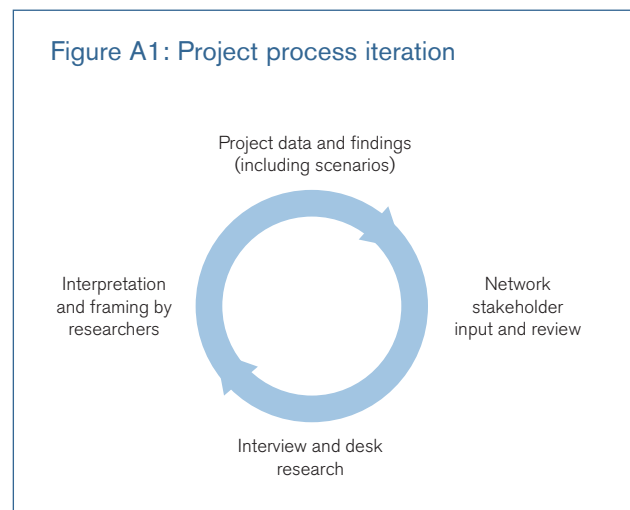 Figure A1: Project process iteration
Project data and findings
(including scenarios)
Interpretation
and framing by
researchers
Network
stakeholder
input and review
Interview and desk
research